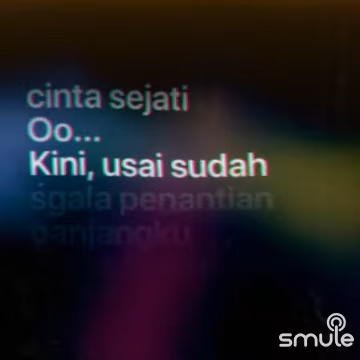 cinta sejati
Oo...
Kini, usai sudah
sgala penantian
panjangku
smule